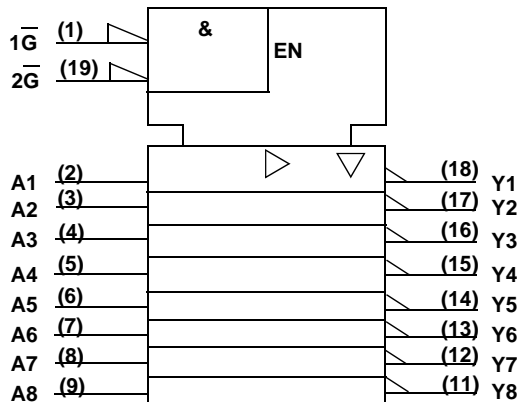 1G̅ (1) &
EN
2G̅ (19)
A1 (2) (18) Y1
A2 (3) (17) Y2
A3 (4) (16) Y3
A4 (5) (15) Y4
A5 (6) (14) Y5
A6 (7) (13) Y6
A7 (8) (12) Y7
A8 (9) (11) Y8